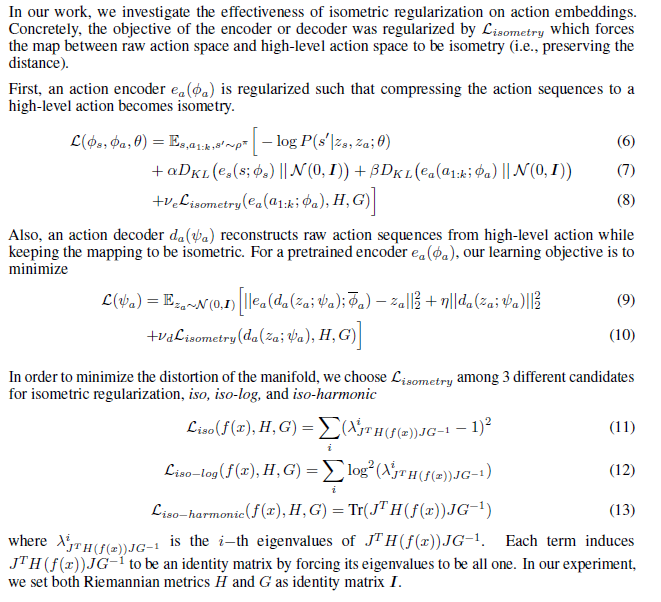 In our work, we investigate the effectiveness of isometric regularization on action embeddings.
Concretely, the objective of the encoder or decoder was regularized by $\mathcal{L}_{isometry}$ which forces
the map between raw action space and high-level action space to be isometry (i.e., preserving the
distance).
First, an action encoder $e_a(\phi_a)$ is regularized such that compressing the action sequences to a
high-level action becomes isometry.
$\mathcal{L}(\phi_s, \phi_a, \theta) = \mathbb{E}_{s,a_{1:k},s' \sim \rho^\pi} \Big[ -\log P(s'|z_s, z_a; \theta)$ (6)
$+ \alpha D_{KL}(e_s(s; \phi_s) \,||\, \mathcal{N}(0, \boldsymbol{I})) + \beta D_{KL}(e_a(a_{1:k}; \phi_a) \,||\, \mathcal{N}(0, \boldsymbol{I}))$ (7)
$+ \nu_e \mathcal{L}_{isometry}(e_a(a_{1:k}; \phi_a), H, G) \Big]$ (8)
Also, an action decoder $d_a(\psi_a)$ reconstructs raw action sequences from high-level action while
keeping the mapping to be isometric. For a pretrained encoder $e_a(\phi_a)$, our learning objective is to
minimize
$\mathcal{L}(\psi_a) = \mathbb{E}_{z_a \sim \mathcal{N}(0, \boldsymbol{I})} \Big[ ||e_a(d_a(z_a; \psi_a); \overline{\phi}_a) - z_a||_2^2 + \eta ||d_a(z_a; \psi_a)||_2^2$ (9)
$+ \nu_d \mathcal{L}_{isometry}(d_a(z_a; \psi_a), H, G) \Big]$ (10)
In order to minimize the distortion of the manifold, we choose $\mathcal{L}_{isometry}$ among 3 different candidates
for isometric regularization, iso, iso-log, and iso-harmonic
$\mathcal{L}_{iso}(f(x), H, G) = \sum_i (\lambda^i_{J^T H(f(x)) J G^{-1}} - 1)^2$ (11)
$\mathcal{L}_{iso-log}(f(x), H, G) = \sum_i \log^2(\lambda^i_{J^T H(f(x)) J G^{-1}})$ (12)
$\mathcal{L}_{iso-harmonic}(f(x), H, G) = \text{Tr}(J^T H(f(x)) J G^{-1})$ (13)
where $\lambda^i_{J^T H(f(x)) J G^{-1}}$ is the $i$−th eigenvalues of $J^T H(f(x)) J G^{-1}$. Each term induces
$J^T H(f(x)) J G^{-1}$ to be an identity matrix by forcing its eigenvalues to be all one. In our experiment,
we set both Riemannian metrics $H$ and $G$ as identity matrix $\boldsymbol{I}$.